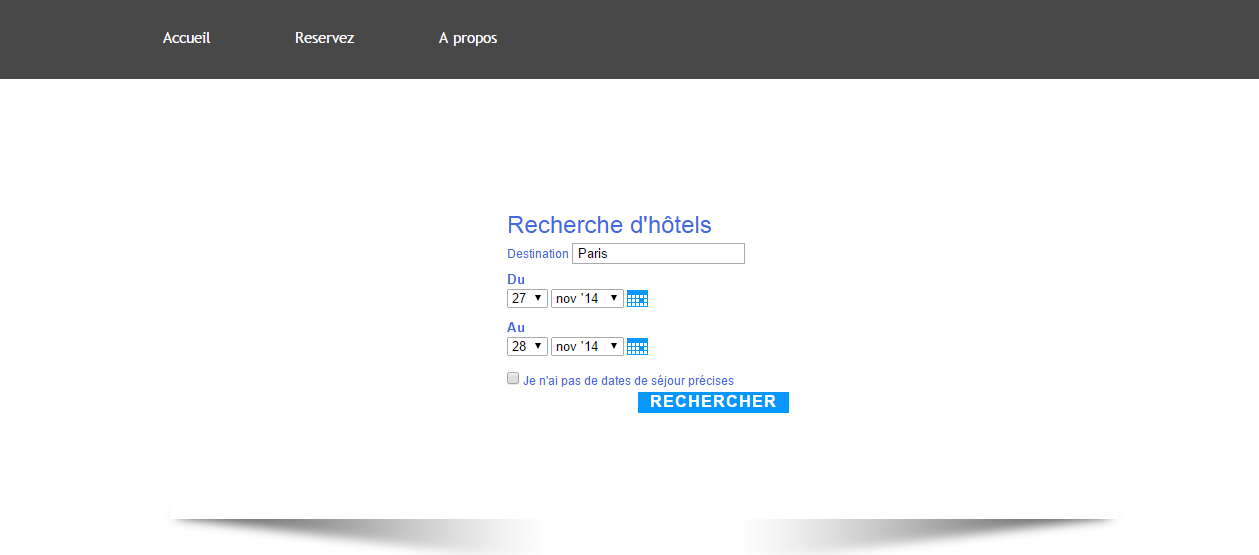 Accueil Reservez A propos
Recherche d'hôtels
Destination Paris
Du
27 nov '14
Au
28 nov '14
Je n'ai pas de dates de séjour précises
RECHERCHER